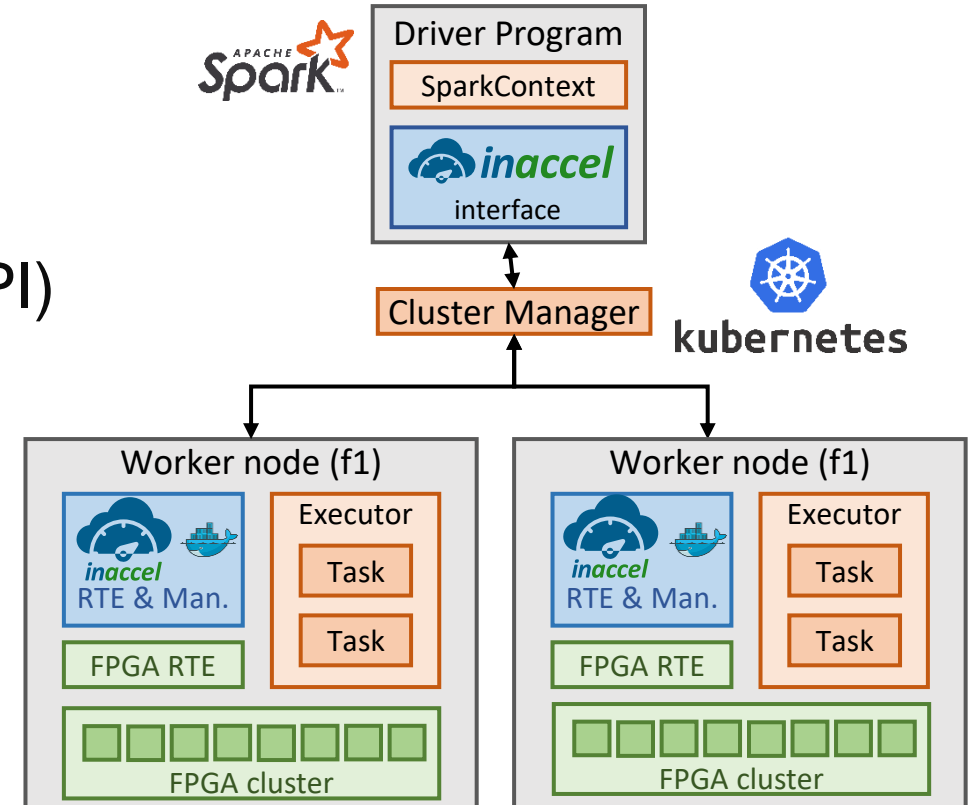 Driver Program
APACHE
Spark
TM
SparkContext
inaccel
interface
PI)
Cluster Manager
kubernetes
Worker node (f1)
inaccel
RTE & Man.
Executor
Task
Task
FPGA RTE
FPGA cluster
Worker node (f1)
inaccel
RTE & Man.
Executor
Task
Task
FPGA RTE
FPGA cluster